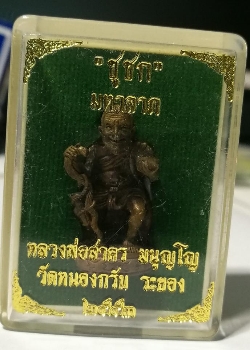 "ชูชก"
มหาลาภ
หลวงพ่อสาคร มนุญโญ
วัดหนองกรับ ระยอง